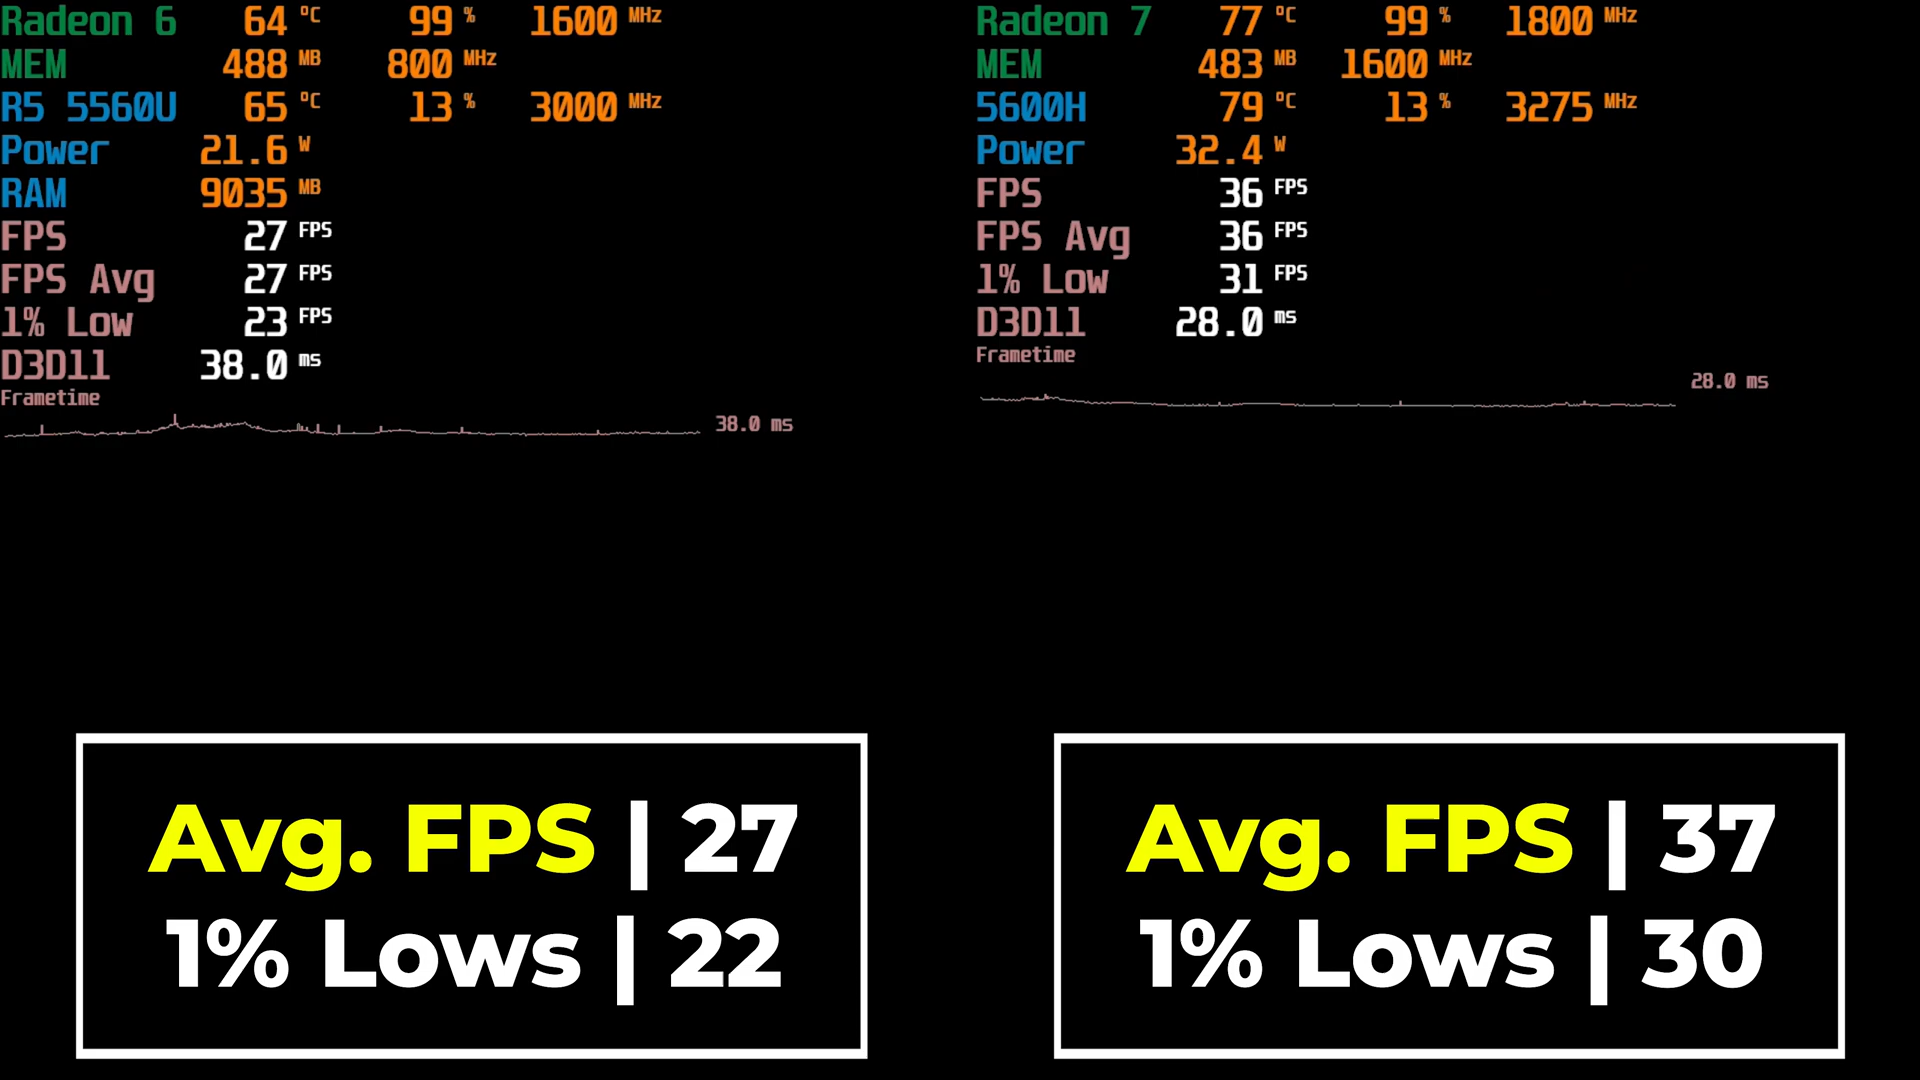 Radeon 6 64 °C 99 % 1600 MHz
MEM 488 MB 800 MHz
R5 5560U 65 °C 13 % 3000 MHz
Power 21.6 W
RAM 9035 MB
FPS 27 FPS
FPS Avg 27 FPS
1% Low 23 FPS
D3D11 38.0 ms
Frametime
38.0 ms
Avg. FPS | 27
1% Lows | 22
Radeon 7 77 °C 99 % 1800 MHz
MEM 483 MB 1600 MHz
5600H 79 °C 13 % 3275 MHz
Power 32.4 W
FPS 36 FPS
FPS Avg 36 FPS
1% Low 31 FPS
D3D11 28.0 ms
Frametime
28.0 ms
Avg. FPS | 37
1% Lows | 30